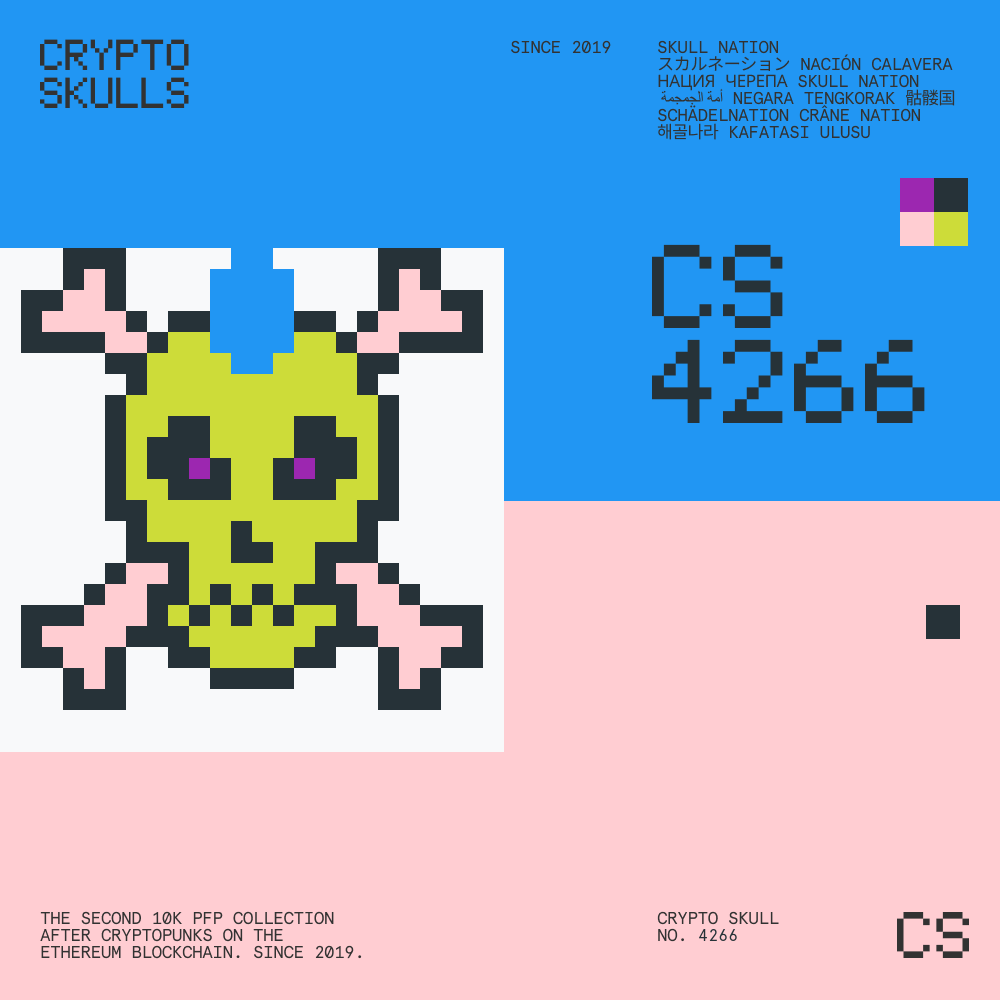 CRYPTO
SKULLS
SINCE 2019
SKULL NATION
スカルネーション NACIÓN CALAVERA
НАЦИЯ ЧЕРЕПА SKULL NATION
أمة الجمجمة NEGARA TENGKORAK 骷髅国
SCHÄDELNATION CRÂNE NATION
해골나라 KAFATASI ULUSU
CS
4266
THE SECOND 10K PFP COLLECTION
AFTER CRYPTOPUNKS ON THE
ETHEREUM BLOCKCHAIN. SINCE 2019.
CRYPTO SKULL
NO. 4266
CS